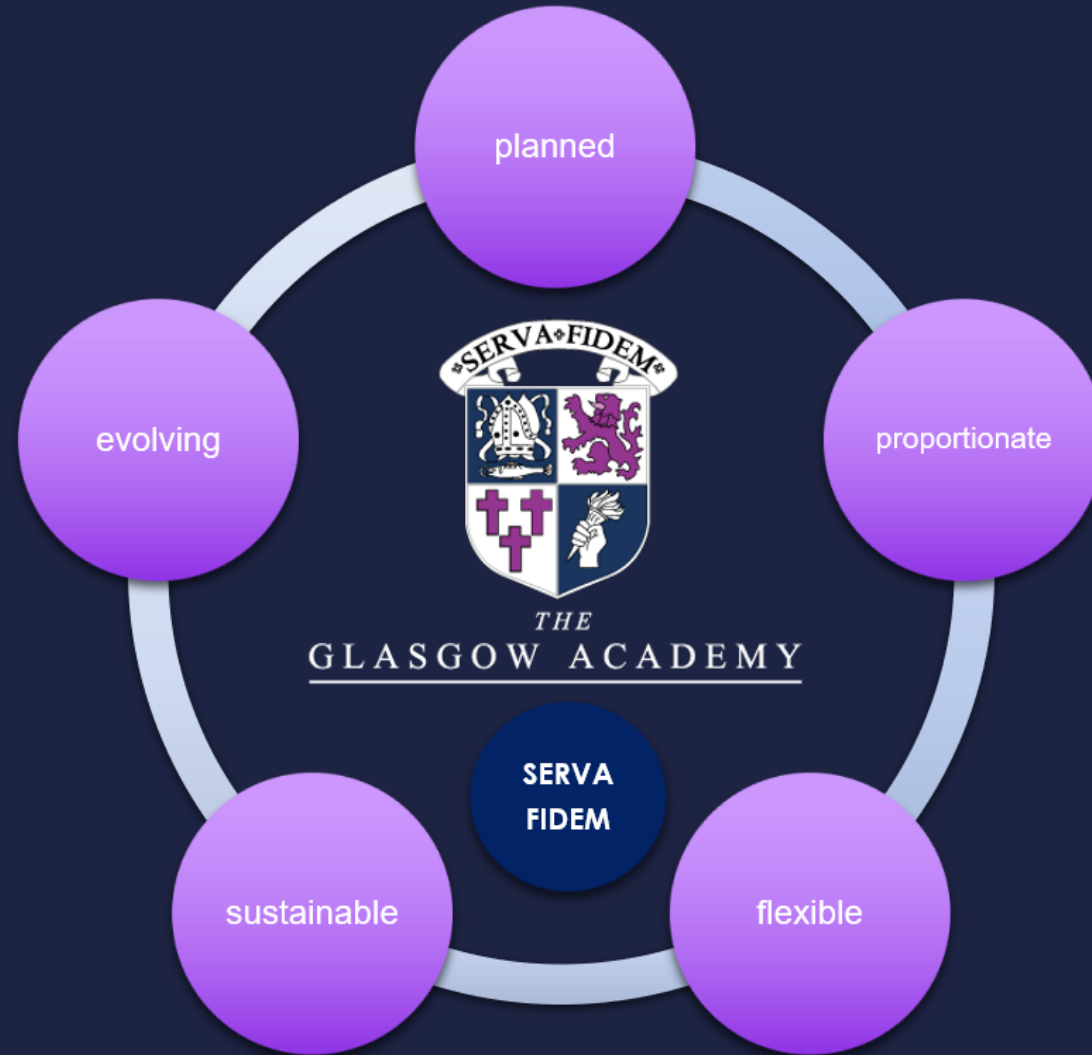 planned
evolving
proportionate
SERVA FIDEM
THE
GLASGOW ACADEMY
SERVA
FIDEM
sustainable
flexible